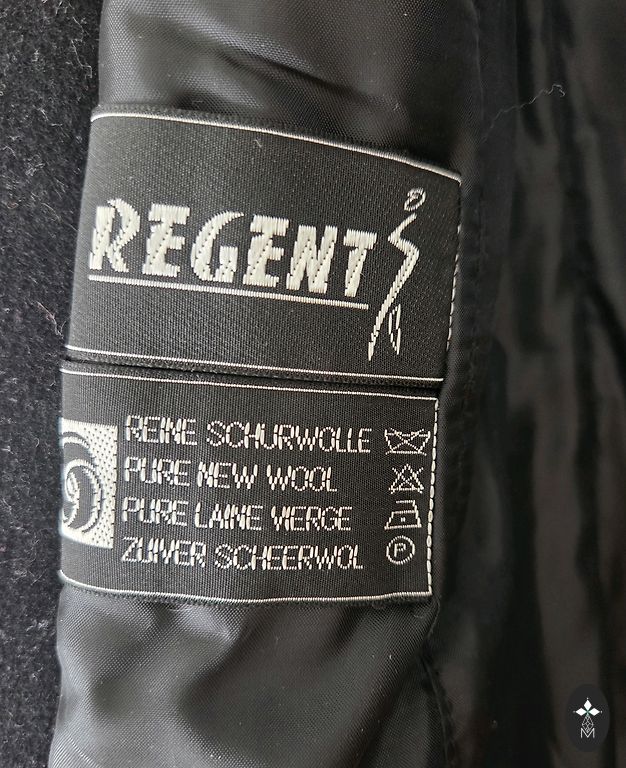 REGENT
REINE SCHURWOLLE
PURE NEW WOOL
PURE LAINE VIERGE
ZUIVER SCHEERWOL
P
M